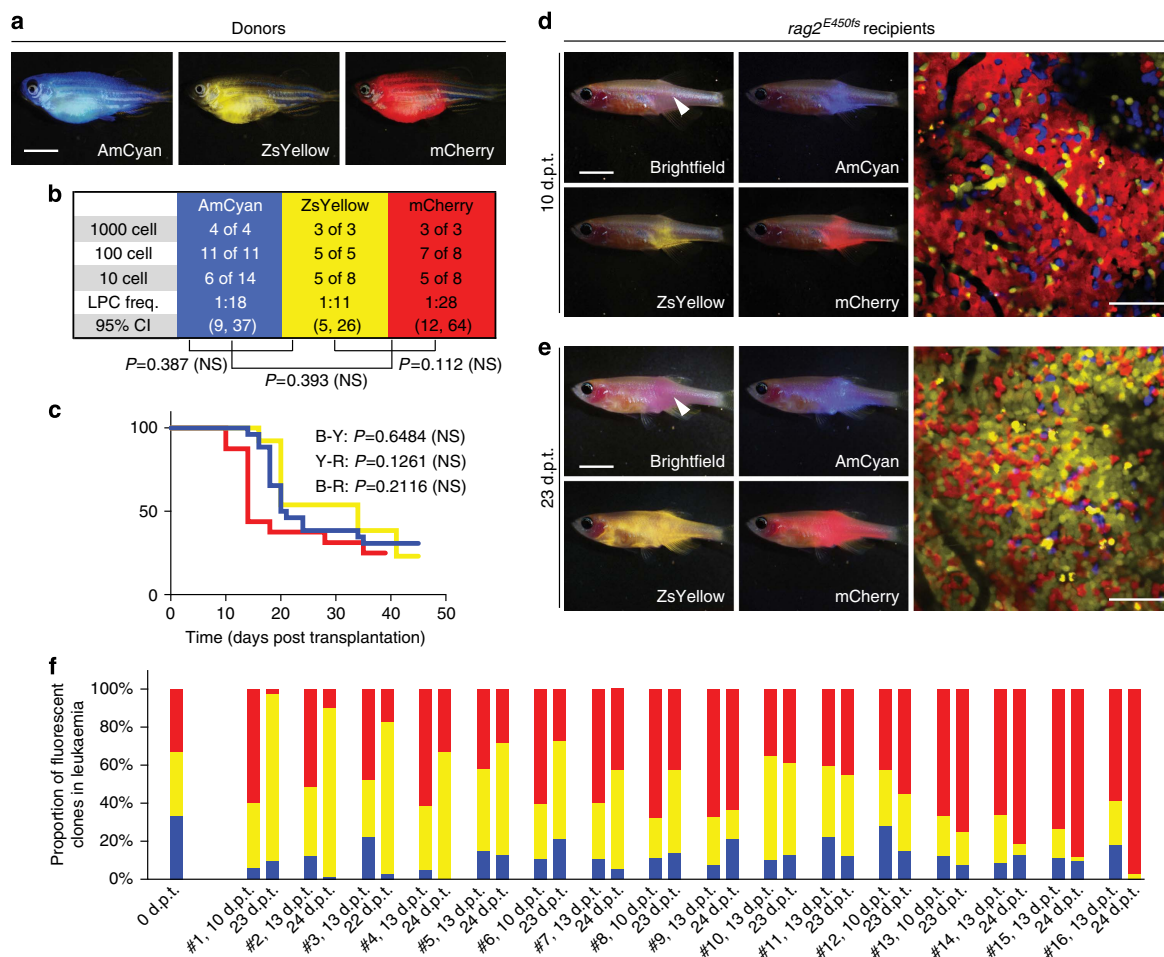 a
Donors
AmCyan
ZsYellow
mCherry
b
AmCyan ZsYellow mCherry
1000 cell 4 of 4 3 of 3 3 of 3
100 cell 11 of 11 5 of 5 7 of 8
10 cell 6 of 14 5 of 8 5 of 8
LPC freq. 1:18 1:11 1:28
95% CI (9, 37) (5, 26) (12, 64)
P=0.387 (NS)
P=0.393 (NS)
P=0.112 (NS)
c
100
50
0
B-Y: P=0.6484 (NS)
Y-R: P=0.1261 (NS)
B-R: P=0.2116 (NS)
0 10 20 30 40 50
Time (days post transplantation)
d
rag2E450fs recipients
10 d.p.t.
Brightfield
AmCyan
ZsYellow
mCherry
e
23 d.p.t.
Brightfield
AmCyan
ZsYellow
mCherry
f
Proportion of fluorescent
clones in leukaemia
100%
80%
60%
40%
20%
0%
0 d.p.t.
#1, 10 d.p.t.
23 d.p.t.
#2, 13 d.p.t.
24 d.p.t.
#3, 13 d.p.t.
22 d.p.t.
#4, 13 d.p.t.
24 d.p.t.
#5, 13 d.p.t.
24 d.p.t.
#6, 10 d.p.t.
23 d.p.t.
#7, 13 d.p.t.
24 d.p.t.
#8, 10 d.p.t.
23 d.p.t.
#9, 13 d.p.t.
24 d.p.t.
#10, 13 d.p.t.
23 d.p.t.
#11, 13 d.p.t.
23 d.p.t.
#12, 10 d.p.t.
23 d.p.t.
#13, 10 d.p.t.
23 d.p.t.
#14, 13 d.p.t.
24 d.p.t.
#15, 13 d.p.t.
24 d.p.t.
#16, 13 d.p.t.
24 d.p.t.